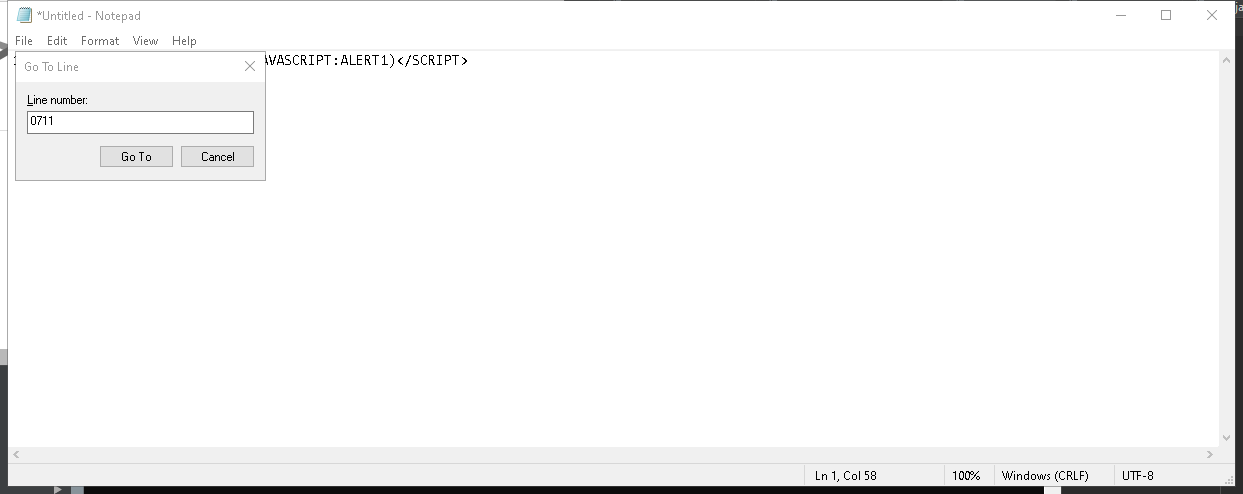 *Untitled - Notepad
File Edit Format View Help
AVASCRIPT:ALERT1)</SCRIPT>
Go To Line
Line number:
0711
Go To Cancel
Ln 1, Col 58 100% Windows (CRLF) UTF-8